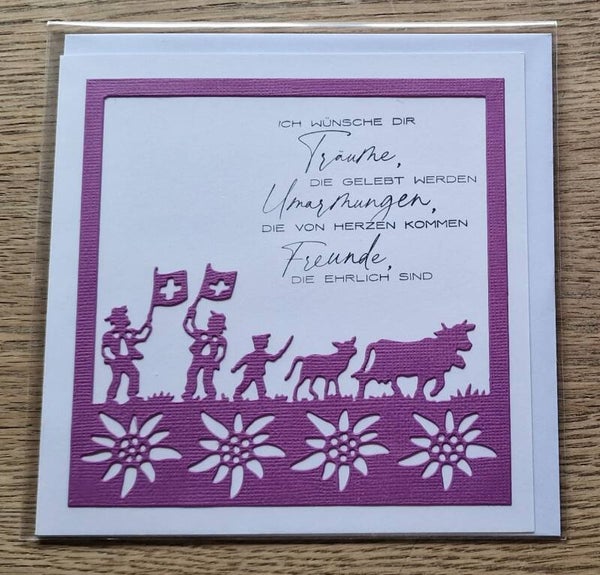 ICH WÜNSCHE DIR
Träume,
DIE GELEBT WERDEN
Umarmungen,
DIE VON HERZEN KOMMEN
Freunde,
DIE EHRLICH SIND